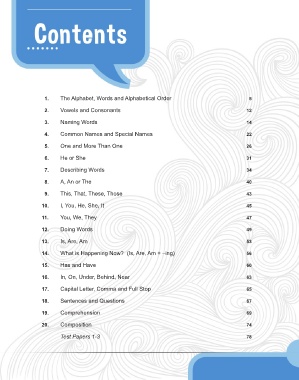 Contents
1. The Alphabet, Words and Alphabetical Order 8
2. Vowels and Consonants 12
3. Naming Words 14
4. Common Names and Special Names 22
5. One and More Than One 26
6. He or She 31
7. Describing Words 34
8. A, An or The 40
9. This, That, These, Those 43
10. I, You, He, She, It 45
11. You, We, They 47
12. Doing Words 49
13. Is, Am, Are 53
14. What is Happening Now? (Is, Are, Am + –ing) 56
15. Has and Have 60
16. In, On, Under, Behind, Near 63
17. Capital Letter, Comma and Full Stop 65
18. Sentences and Questions 67
19. Comprehension 69
20. Composition 74
Test Papers 1-3 78